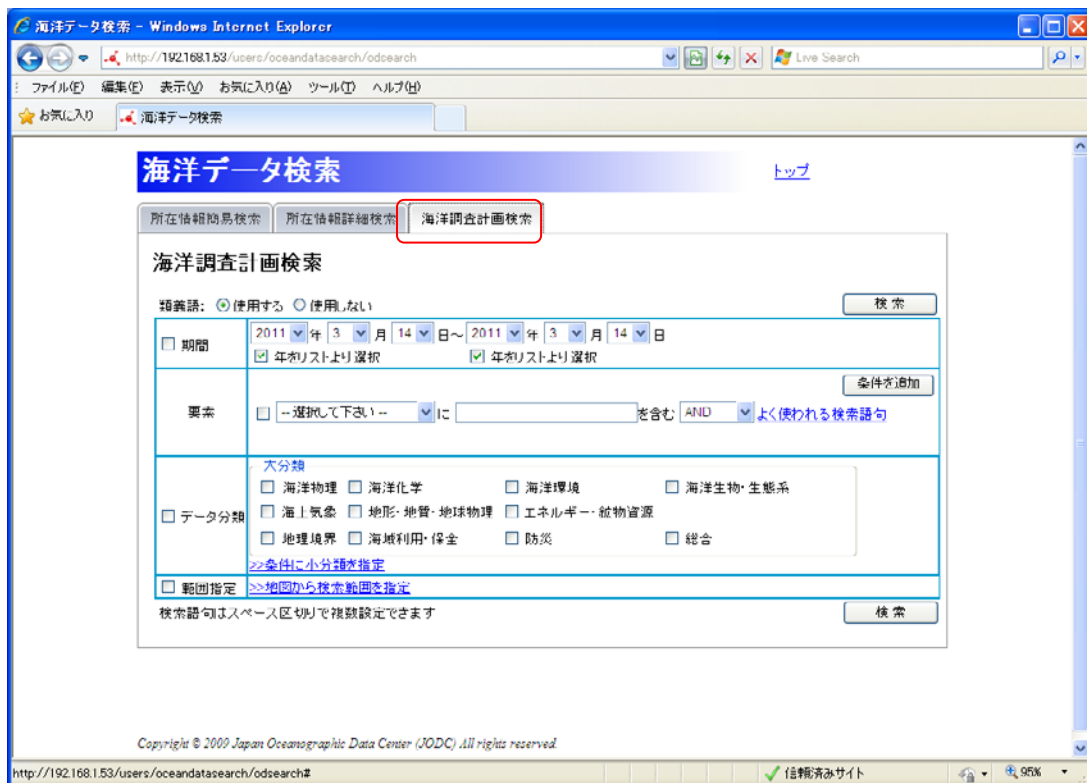 海洋データ検索 - Windows Internet Explorer
http://192.168.1.53/users/oceandatasearch/odsearch
Live Search
ファイル(F) 編集(E) 表示(V) お気に入り(A) ツール(T) ヘルプ(H)
お気に入り 海洋データ検索
海洋データ検索 トップ
所在情報簡易検索 所在情報詳細検索 海洋調査計画検索
海洋調査計画検索
類義語: 使用する 使用しない 検索
期間 2011 年 3 月 14 日～ 2011 年 3 月 14 日
年をリストより選択 年をリストより選択
条件を追加
要素 -- 選択して下さい -- に を含む AND よく使われる検索語句
大分類
海洋物理 海洋化学 海洋環境 海洋生物・生態系
データ分類 海上気象 地形・地質・地球物理 エネルギー・鉱物資源
地理境界 海域利用・保全 防災 総合
>>条件に小分類を指定
範囲指定 >>地図から検索範囲を指定
検索語句はスペース区切りで複数設定できます 検索
Copyright © 2009 Japan Oceanographic Data Center (JODC) All rights reserved.
http://192.168.1.53/users/oceandatasearch/odsearch# 信頼済みサイト 95%